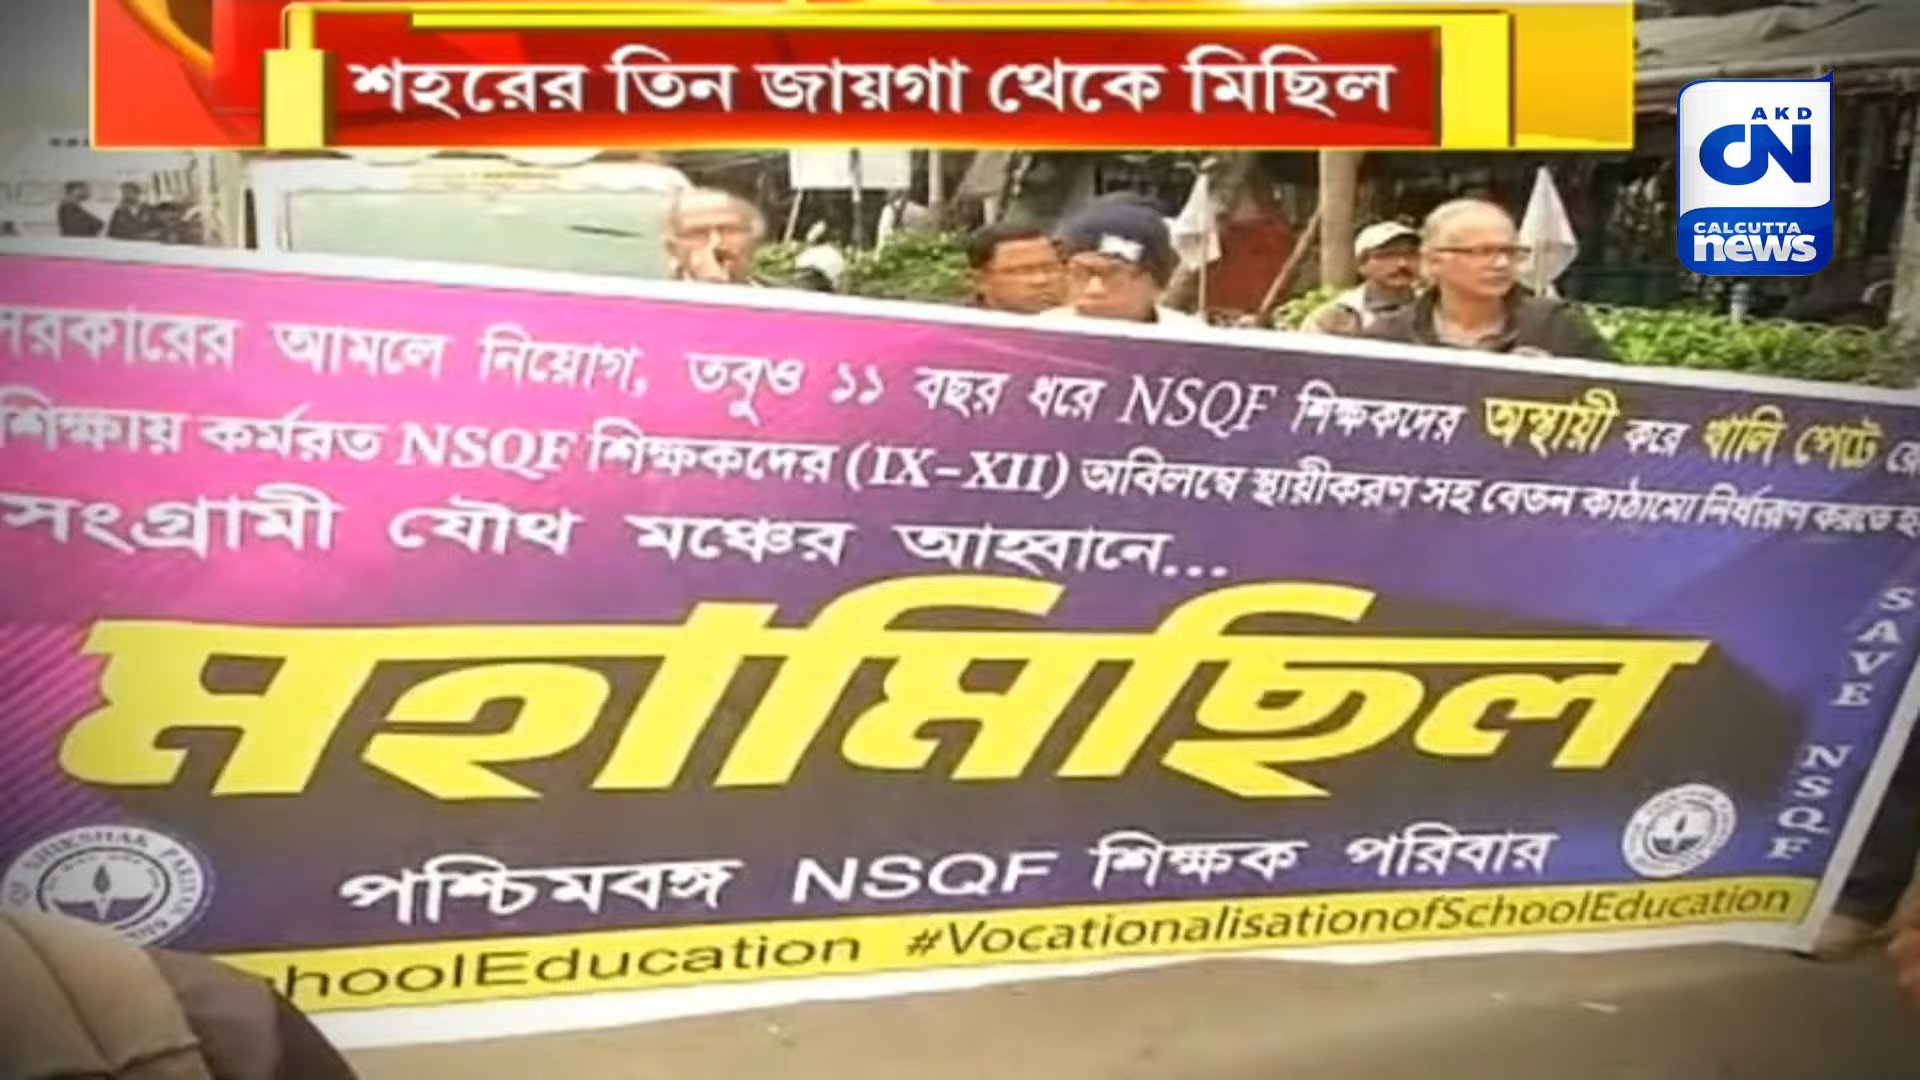 শহরের তিন জায়গা থেকে মিছিল
AKD
CN
CALCUTTA
news
সরকারের আমলে নিয়োগ, তবুও ১১ বছর ধরে NSQF শিক্ষকদের অস্থায়ী করে খালি পেটে
শিক্ষায় কর্মরত NSQF শিক্ষকদের (IX-XII) অবিলম্বে স্থায়ীকরণ সহ বেতন কাঠামো নির্ধারণ করতে
সংগ্রামী যৌথ মঞ্চের আহ্বানে...
মহামিছিল
SAVE NSQF
পশ্চিমবঙ্গ NSQF শিক্ষক পরিবার
hoolEducation #VocationalisationofSchoolEducation